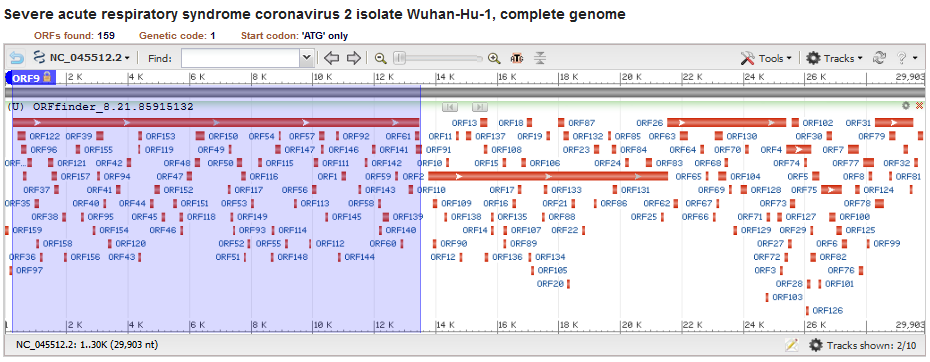 Severe acute respiratory syndrome coronavirus 2 isolate Wuhan-Hu-1, complete genome
ORFs found: 159 Genetic code: 1 Start codon: 'ATG' only
NC_045512.2 Find: Tools Tracks ?
ORF9 2 K 4 K 6 K 8 K 10 K 12 K 14 K 16 K 18 K 20 K 22 K 24 K 26 K 29,903
(U) ORFfinder_8.21.85915132
ORF13 ORF18 ORF87 ORF26 ORF102 ORF31
ORF122 ORF39 ORF153 ORF150 ORF54 ORF57 ORF92 ORF61 ORF11 ORF137 ORF19 ORF132 ORF85 ORF63 ORF130 ORF30 ORF79
ORF96 ORF155 ORF119 ORF49 ORF147 ORF146 ORF141 ORF91 ORF108 ORF23 ORF84 ORF64 ORF70 ORF4 ORF77
ORF... ORF121 ORF42 ORF48 ORF50 ORF115 ORF111 ORF142 ORF10 ORF15 ORF106 ORF24 ORF83 ORF68 ORF74 ORF7 ORF32
ORF157 ORF94 ORF47 ORF116 ORF1 ORF59 ORF2 ORF65 ORF104 ORF5 ORF8 ORF81
ORF37 ORF41 ORF152 ORF117 ORF56 ORF143 ORF110 ORF17 ORF133 ORF131 ORF69 ORF128 ORF75 ORF124
ORF35 ORF40 ORF44 ORF151 ORF53 ORF113 ORF58 ORF109 ORF16 ORF21 ORF86 ORF62 ORF67 ORF73 ORF78
ORF38 ORF95 ORF45 ORF118 ORF149 ORF145 ORF139 ORF138 ORF135 ORF88 ORF25 ORF66 ORF71 ORF127 ORF100
ORF159 ORF154 ORF46 ORF93 ORF114 ORF140 ORF14 ORF107 ORF22 ORF129 ORF29 ORF125
ORF158 ORF120 ORF52 ORF55 ORF112 ORF60 ORF90 ORF89 ORF27 ORF6 ORF99
ORF36 ORF156 ORF43 ORF51 ORF148 ORF144 ORF12 ORF136 ORF134 ORF72 ORF82
ORF97 ORF105 ORF3 ORF76
ORF20 ORF28 ORF101
ORF103
ORF126
1 2 K 4 K 6 K 8 K 10 K 12 K 14 K 16 K 18 K 20 K 22 K 24 K 26 K 29,903
NC_045512.2: 1..30K (29,903 nt) Tracks shown: 2/10